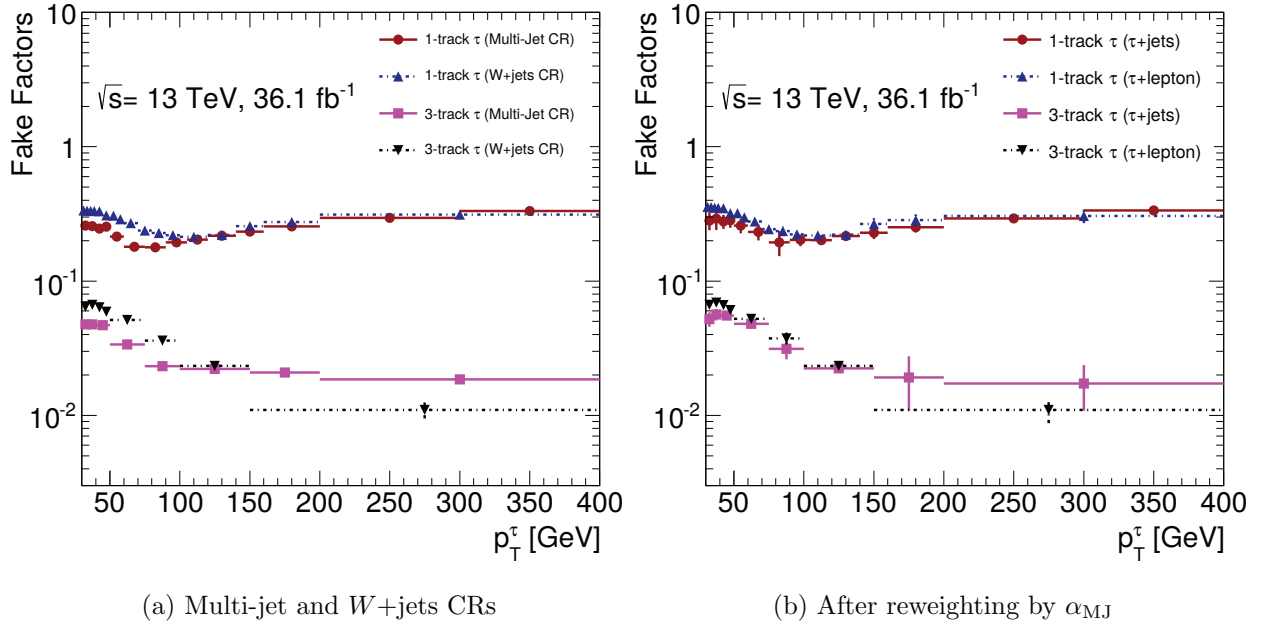 Fake Factors
10
1
10⁻¹
10⁻²
√s= 13 TeV, 36.1 fb⁻¹
1-track τ (Multi-Jet CR)
1-track τ (W+jets CR)
3-track τ (Multi-Jet CR)
3-track τ (W+jets CR)
50 100 150 200 250 300 350 400
p_T^τ [GeV]
(a) Multi-jet and W+jets CRs
Fake Factors
10
1
10⁻¹
10⁻²
√s= 13 TeV, 36.1 fb⁻¹
1-track τ (τ+jets)
1-track τ (τ+lepton)
3-track τ (τ+jets)
3-track τ (τ+lepton)
50 100 150 200 250 300 350 400
p_T^τ [GeV]
(b) After reweighting by α_MJ